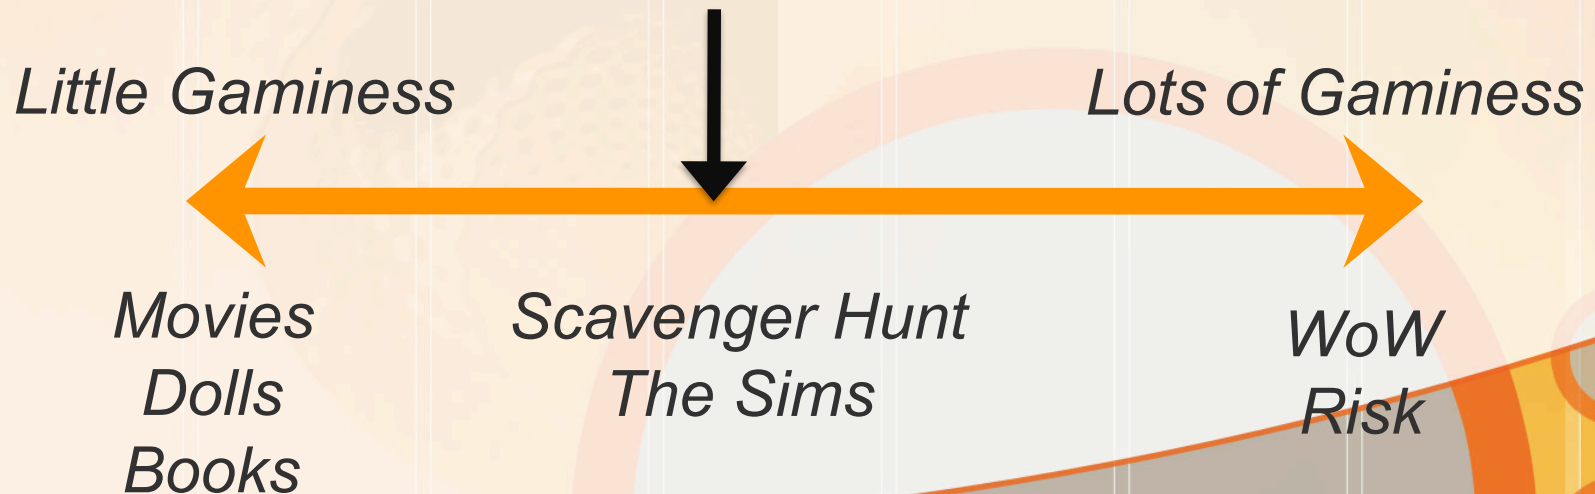 Little Gaminess
Lots of Gaminess
Movies
Dolls
Books
Scavenger Hunt
The Sims
WoW
Risk